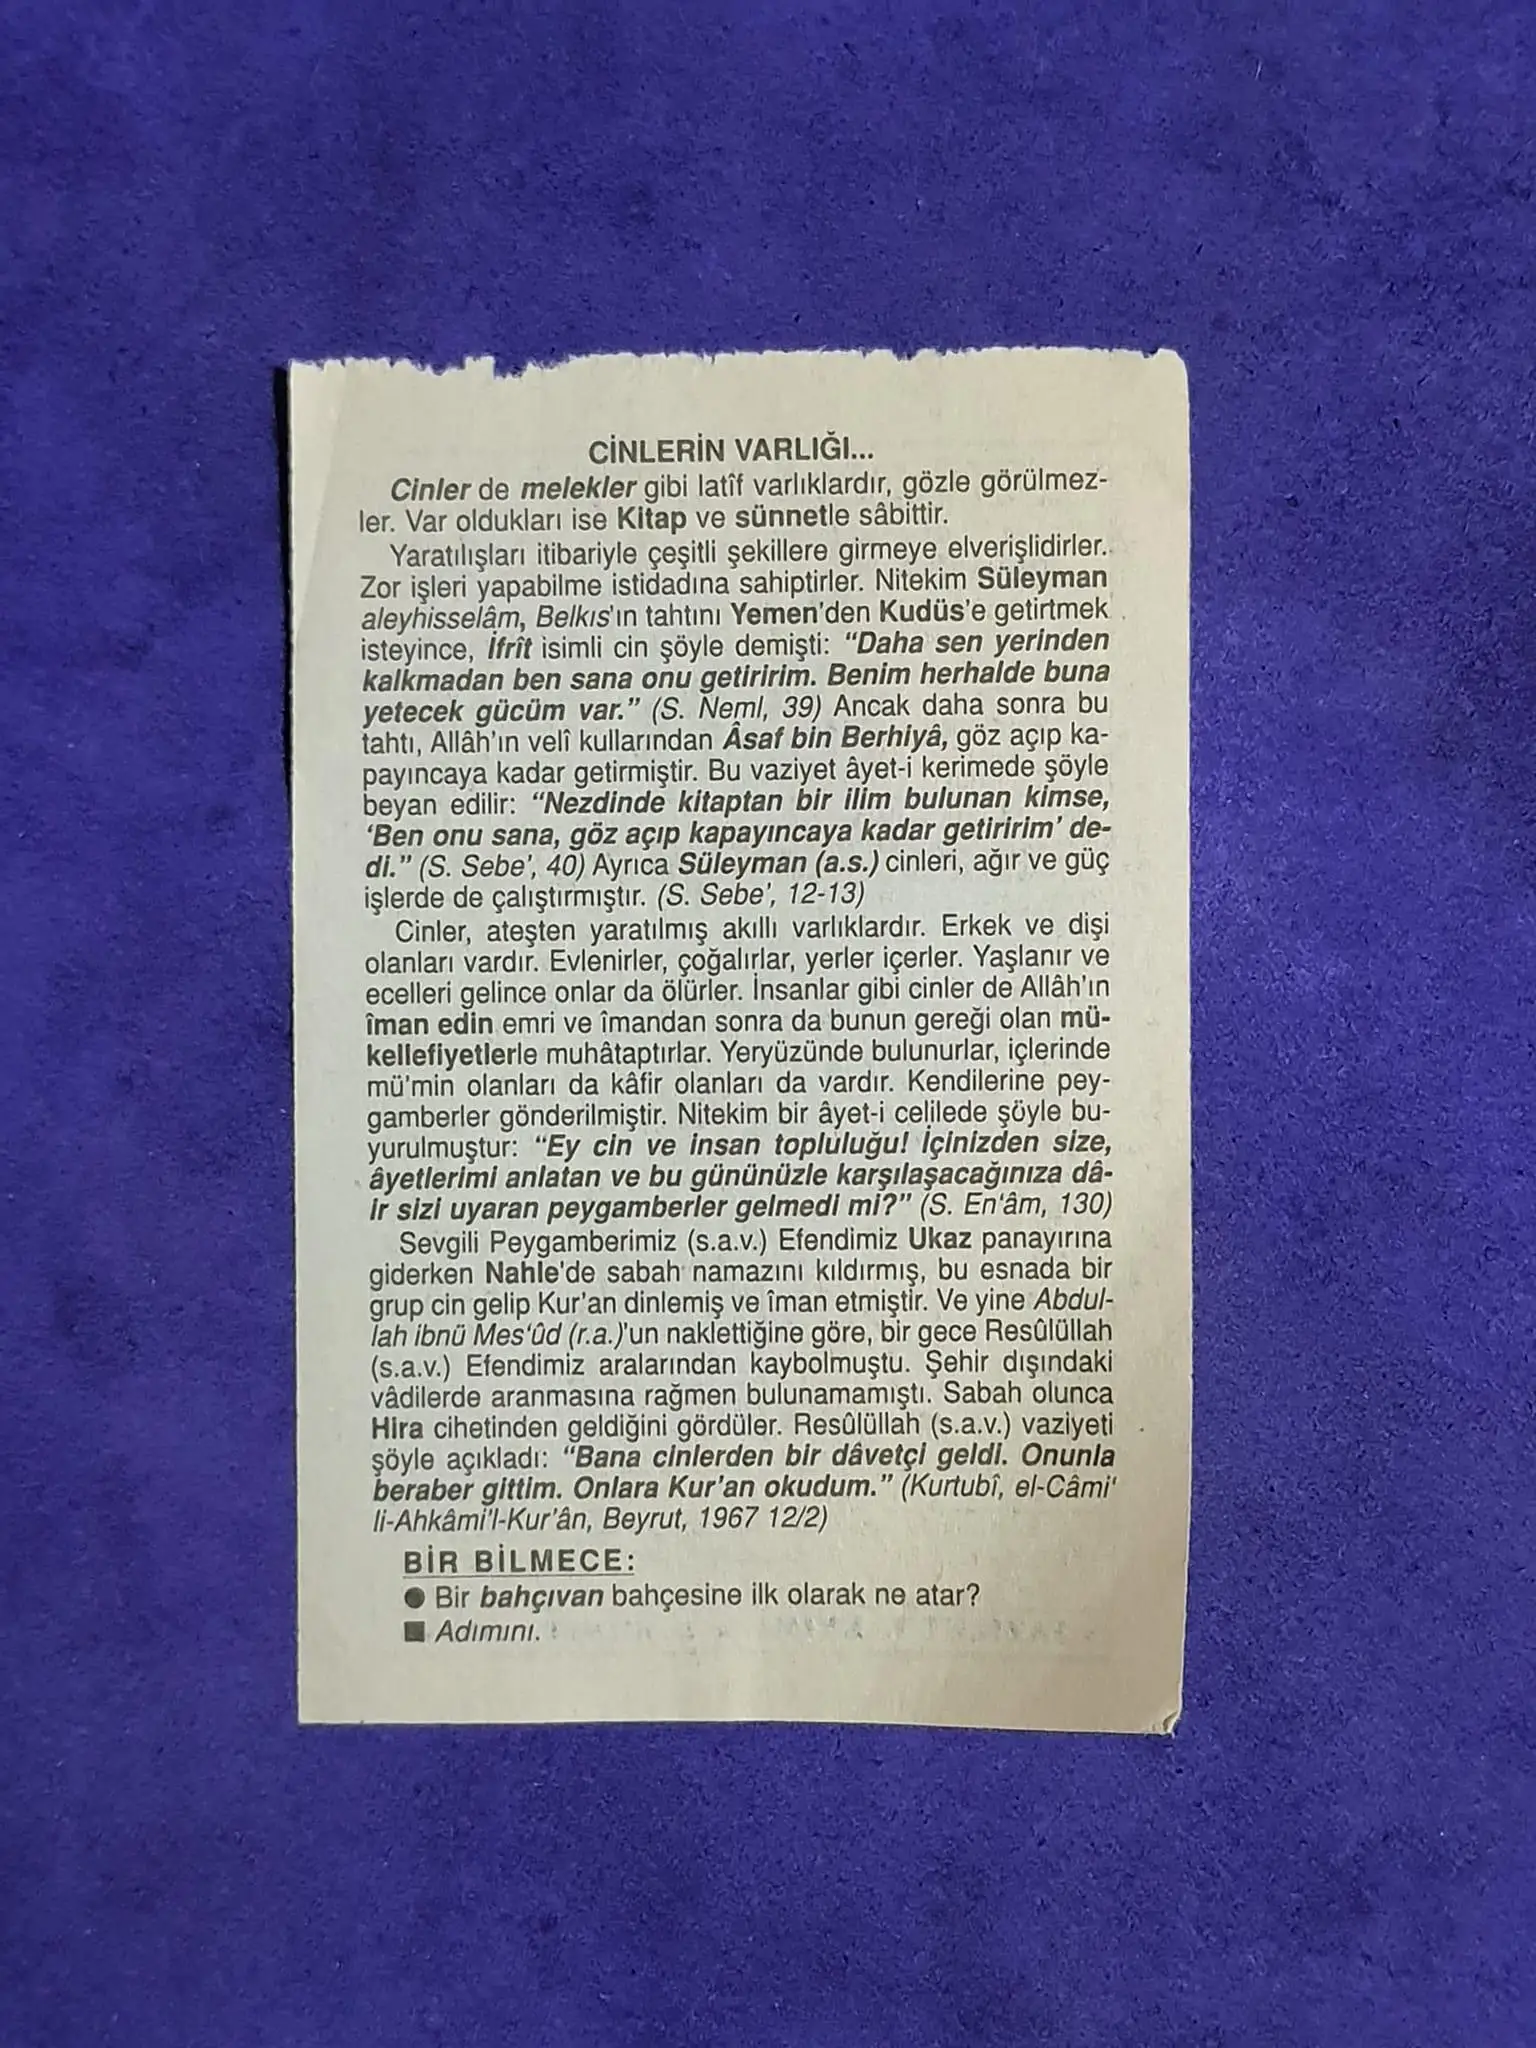 CİNLERİN VARLIĞI...
Cinler de melekler gibi latîf varlıklardır, gözle görülmez-
ler. Var oldukları ise Kitap ve sünnetle sâbittir.
Yaratılışları itibariyle çeşitli şekillere girmeye elverişlidirler.
Zor işleri yapabilme istidadına sahiptirler. Nitekim Süleyman
aleyhisselâm, Belkıs'ın tahtını Yemen'den Kudüs'e getirtmek
isteyince, İfrît isimli cin şöyle demişti: “Daha sen yerinden
kalkmadan ben sana onu getiririm. Benim herhalde buna
yetecek gücüm var.” (S. Neml, 39) Ancak daha sonra bu
tahtı, Allâh'ın velî kullarından Âsaf bin Berhiyâ, göz açıp ka-
payıncaya kadar getirmiştir. Bu vaziyet âyet-i kerimede şöyle
beyan edilir: “Nezdinde kitaptan bir ilim bulunan kimse,
‘Ben onu sana, göz açıp kapayıncaya kadar getiririm’ de-
di.” (S. Sebe', 40) Ayrıca Süleyman (a.s.) cinleri, ağır ve güç
işlerde de çalıştırmıştır. (S. Sebe', 12-13)
Cinler, ateşten yaratılmış akıllı varlıklardır. Erkek ve dişi
olanları vardır. Evlenirler, çoğalırlar, yerler içerler. Yaşlanır ve
ecelleri gelince onlar da ölürler. İnsanlar gibi cinler de Allâh'ın
îman edin emri ve îmandan sonra da bunun gereği olan mü-
kellefiyetlerle muhâtaptırlar. Yeryüzünde bulunurlar, içlerinde
mü'min olanları da kâfir olanları da vardır. Kendilerine pey-
gamberler gönderilmiştir. Nitekim bir âyet-i celilede şöyle bu-
yurulmuştur: “Ey cin ve insan topluluğu! İçinizden size,
âyetlerimi anlatan ve bu gününüzle karşılaşacağınıza dâ-
ir sizi uyaran peygamberler gelmedi mi?” (S. En‘âm, 130)
Sevgili Peygamberimiz (s.a.v.) Efendimiz Ukaz panayırına
giderken Nahle'de sabah namazını kıldırmış, bu esnada bir
grup cin gelip Kur'an dinlemiş ve îman etmiştir. Ve yine Abdul-
lah ibnü Mes‘ûd (r.a.)'un naklettiğine göre, bir gece Resûlüllah
(s.a.v.) Efendimiz aralarından kaybolmuştu. Şehir dışındaki
vâdilerde aranmasına rağmen bulunamamıştı. Sabah olunca
Hira cihetinden geldiğini gördüler. Resûlüllah (s.a.v.) vaziyeti
şöyle açıkladı: “Bana cinlerden bir dâvetçi geldi. Onunla
beraber gittim. Onlara Kur'an okudum.” (Kurtubî, el-Câmi‘
li-Ahkâmi'l-Kur'ân, Beyrut, 1967 12/2)
BİR BİLMECE:
● Bir bahçıvan bahçesine ilk olarak ne atar?
■ Adımını.